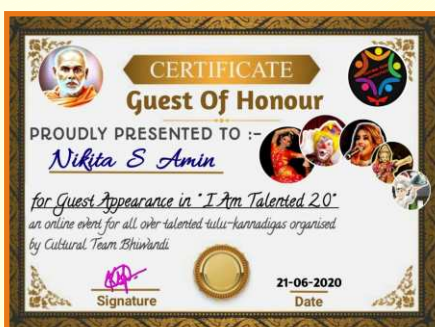 CERTIFICATE
Guest Of Honour
PROUDLY PRESENTED TO :-
Nikita S Amin
for Guest Appearance in "I Am Talented 2.0"
an online event for all over talented tulu-kannadigas organised
by Cultural Team Bhiwandi
Signature
21-06-2020
Date